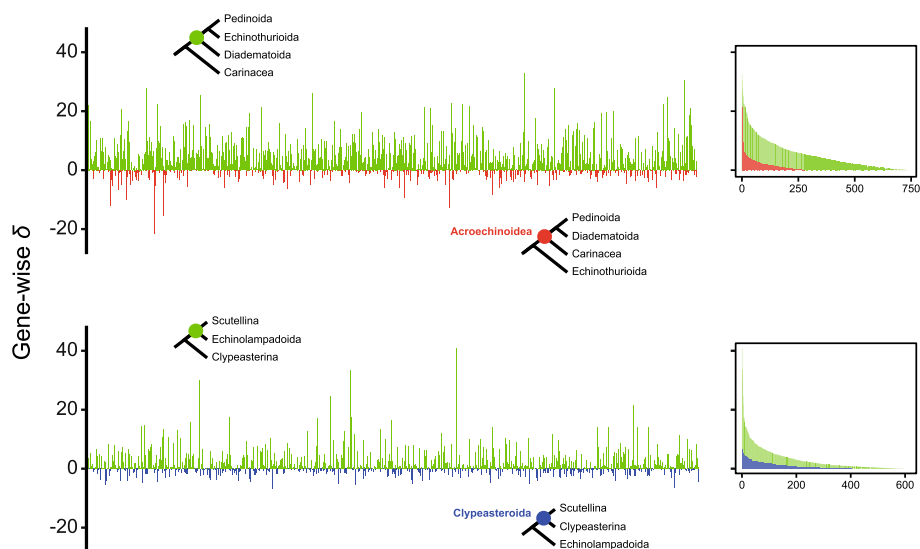 Gene-wise δ
Pedinoida
Echinothurioida
Diadematoida
Carinacea
40
20
0
-20
Acroechinoidea
Pedinoida
Diadematoida
Carinacea
Echinothurioida
0
250
500
750
Scutellina
Echinolampadoida
Clypeasterina
40
20
0
-20
Clypeasteroida
Scutellina
Clypeasterina
Echinolampadoida
0
200
400
600